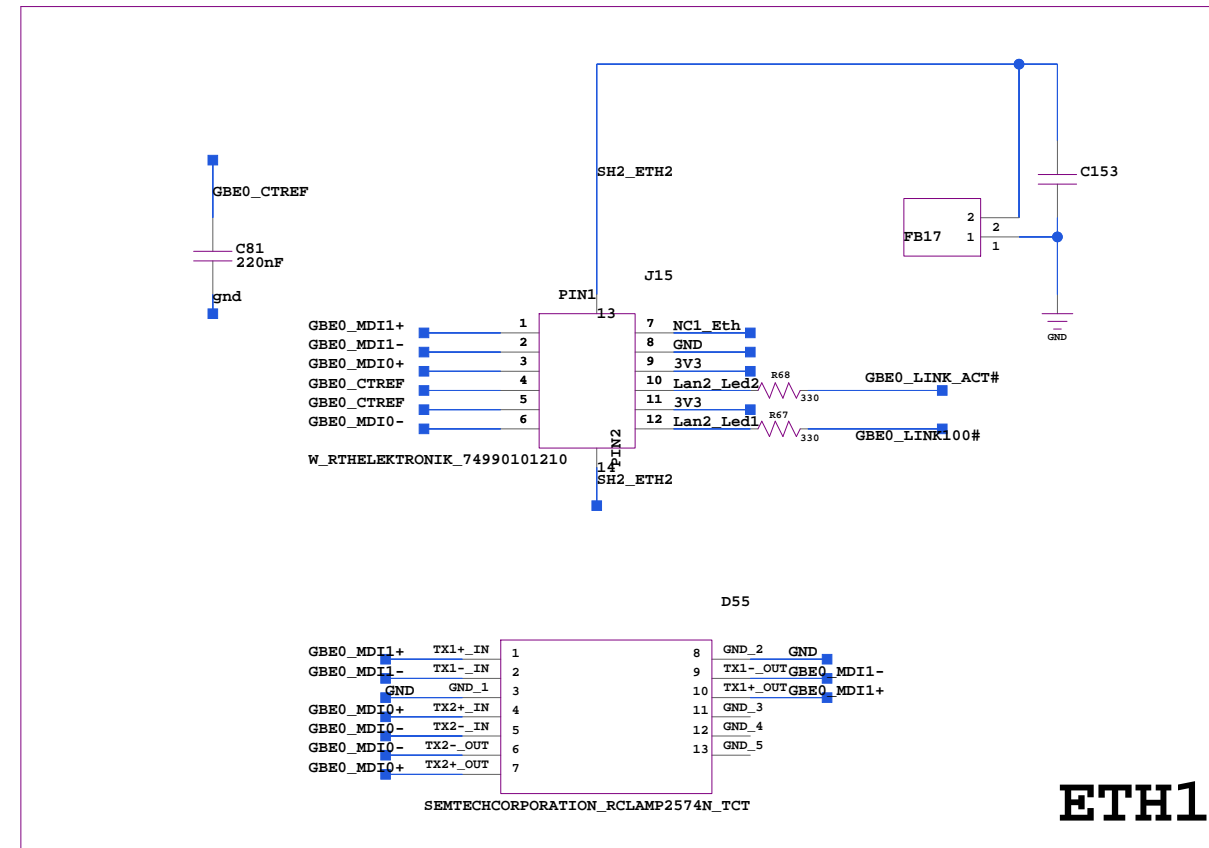 SH2_ETH2
C153
GBE0_CTREF
2
FB17 1
2
1
C81
220nF
gnd
J15
PIN1
13
GND
GBE0_MDI1+ 1 7 NC1_Eth
GBE0_MDI1- 2 8 GND
GBE0_MDI0+ 3 9 3V3
GBE0_CTREF 4 10 Lan2_Led2 R68 330 GBE0_LINK_ACT#
GBE0_CTREF 5 11 3V3
GBE0_MDI0- 6 12 Lan2_Led1 R67 330 GBE0_LINK100#
PIN2
W_RTHELEKTRONIK_74990101210
14
SH2_ETH2
D55
GBE0_MDI1+ TX1+_IN 1 8 GND_2 GND
GBE0_MDI1- TX1-_IN 2 9 TX1-_OUT GBE0_MDI1-
GND GND_1 3 10 TX1+_OUT GBE0_MDI1+
GBE0_MDI0+ TX2+_IN 4 11 GND_3
GBE0_MDI0- TX2-_IN 5 12 GND_4
GBE0_MDI0- TX2-_OUT 6 13 GND_5
GBE0_MDI0+ TX2+_OUT 7
SEMTECHCORPORATION_RCLAMP2574N_TCT
ETH1